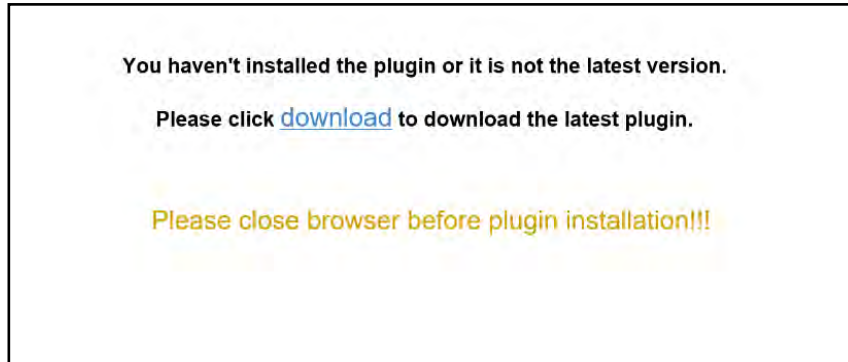 You haven't installed the plugin or it is not the latest version.
Please click download to download the latest plugin.
Please close browser before plugin installation!!!